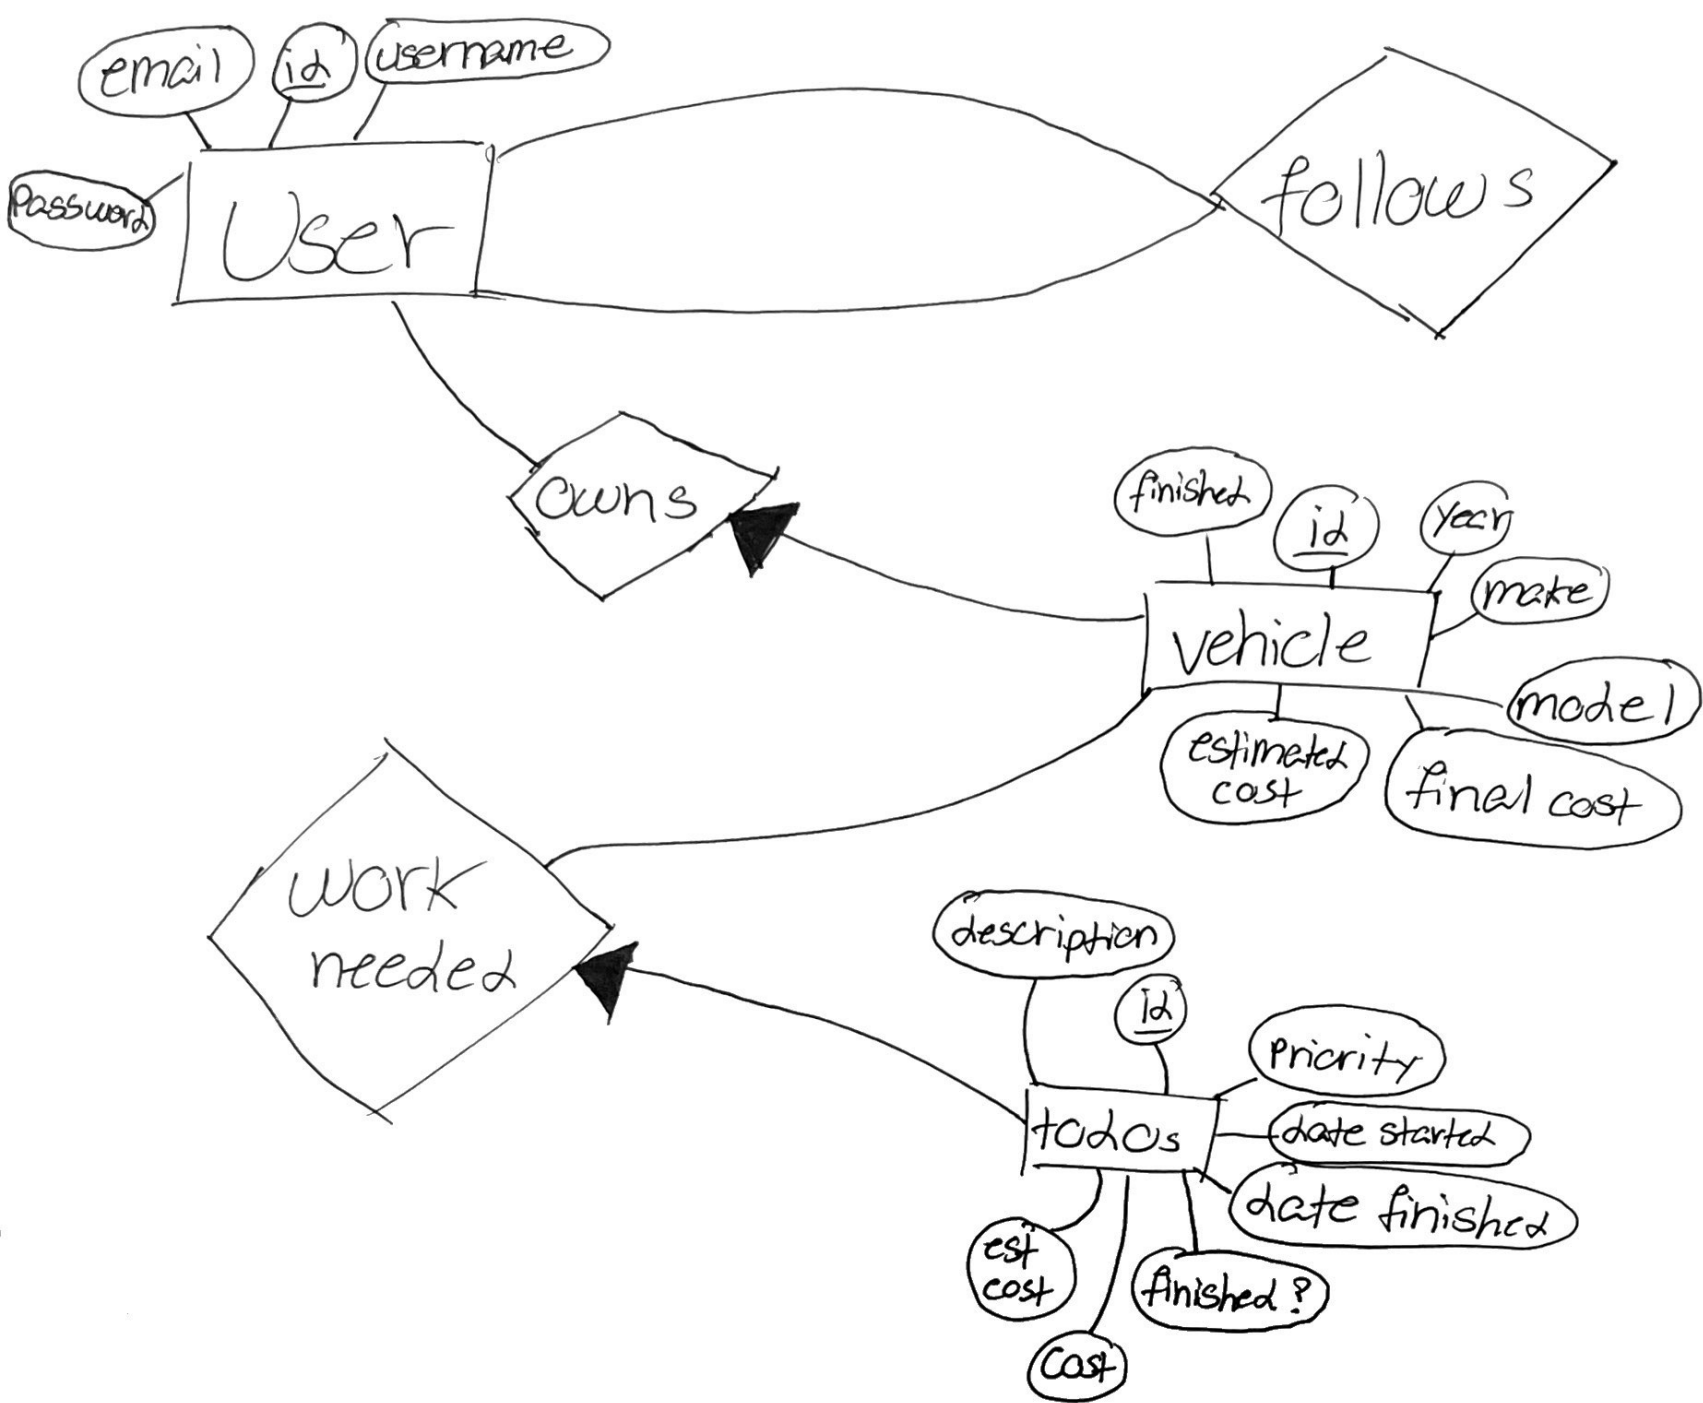 email
id
username
Password
User
follows
owns
finished
id
year
make
vehicle
model
estimated
cost
final cost
work
needed
description
id
Priority
todos
date started
date finished
est
cost
finished?
Cost